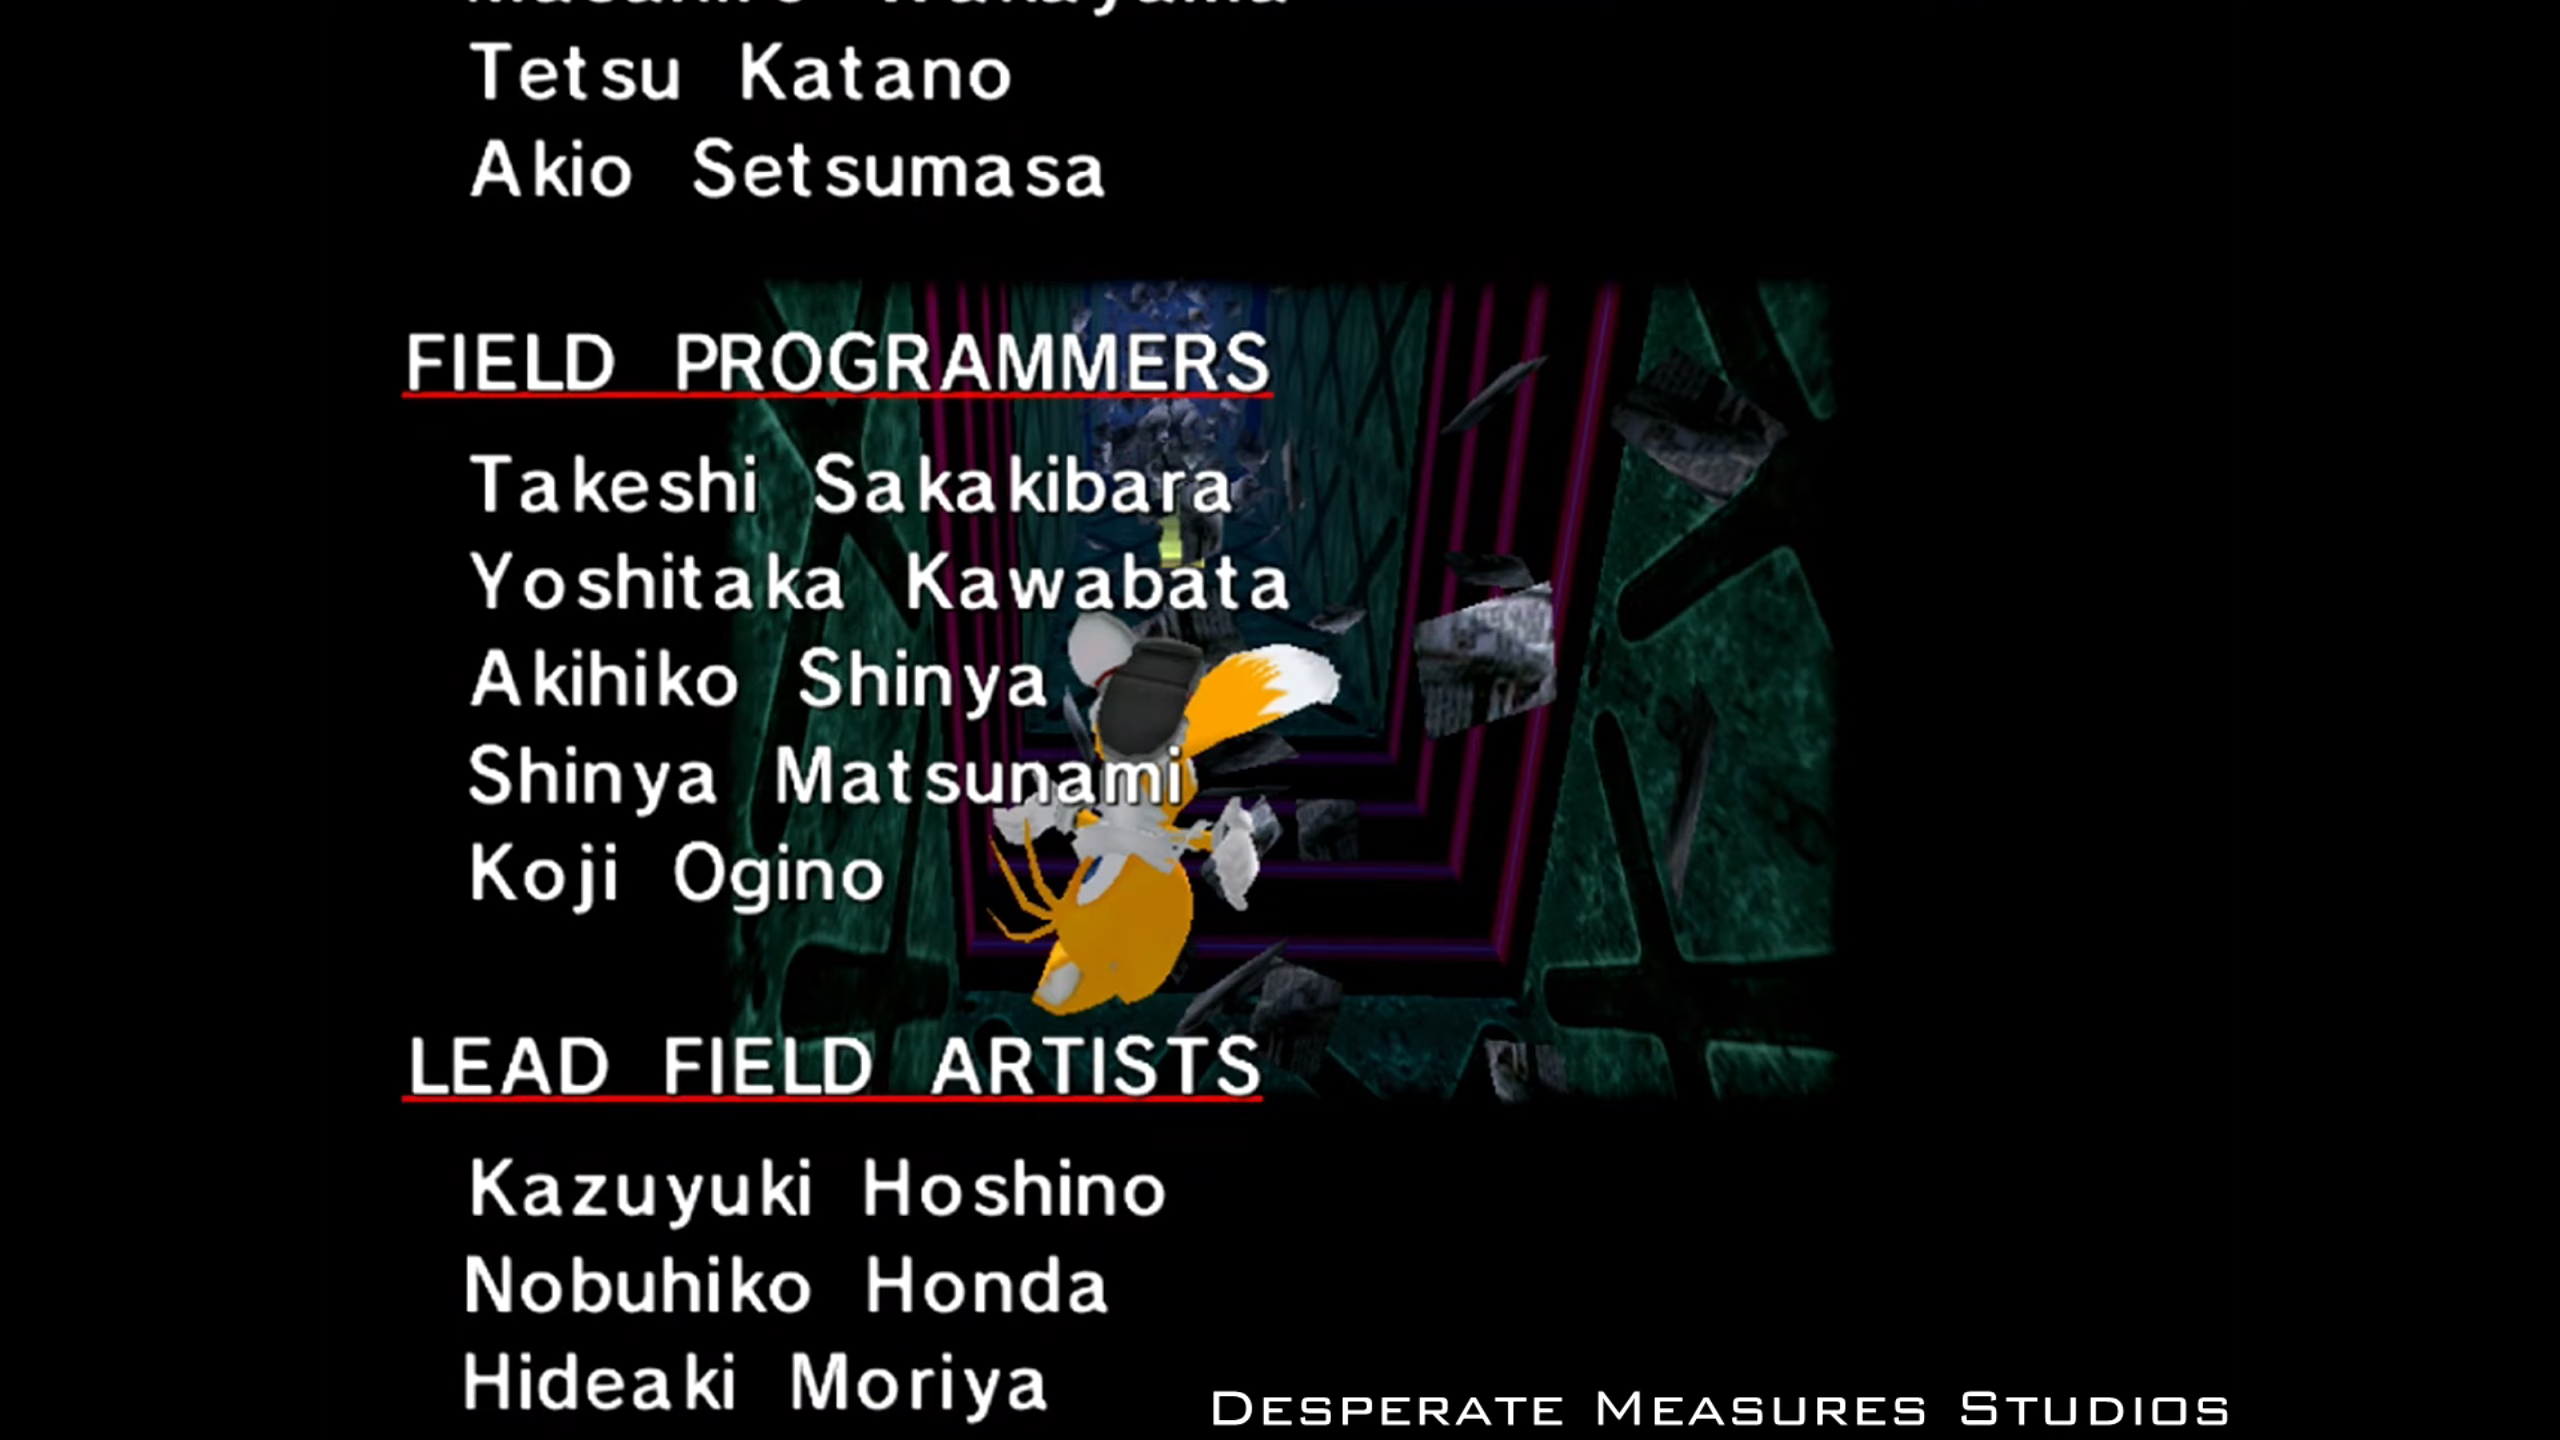 Tetsu Katano
Akio Setsumasa
FIELD PROGRAMMERS
Takeshi Sakakibara
Yoshitaka Kawabata
Akihiko Shinya
Shinya Matsunami
Koji Ogino
LEAD FIELD ARTISTS
Kazuyuki Hoshino
Nobuhiko Honda
Hideaki Moriya
DESPERATE MEASURES STUDIOS